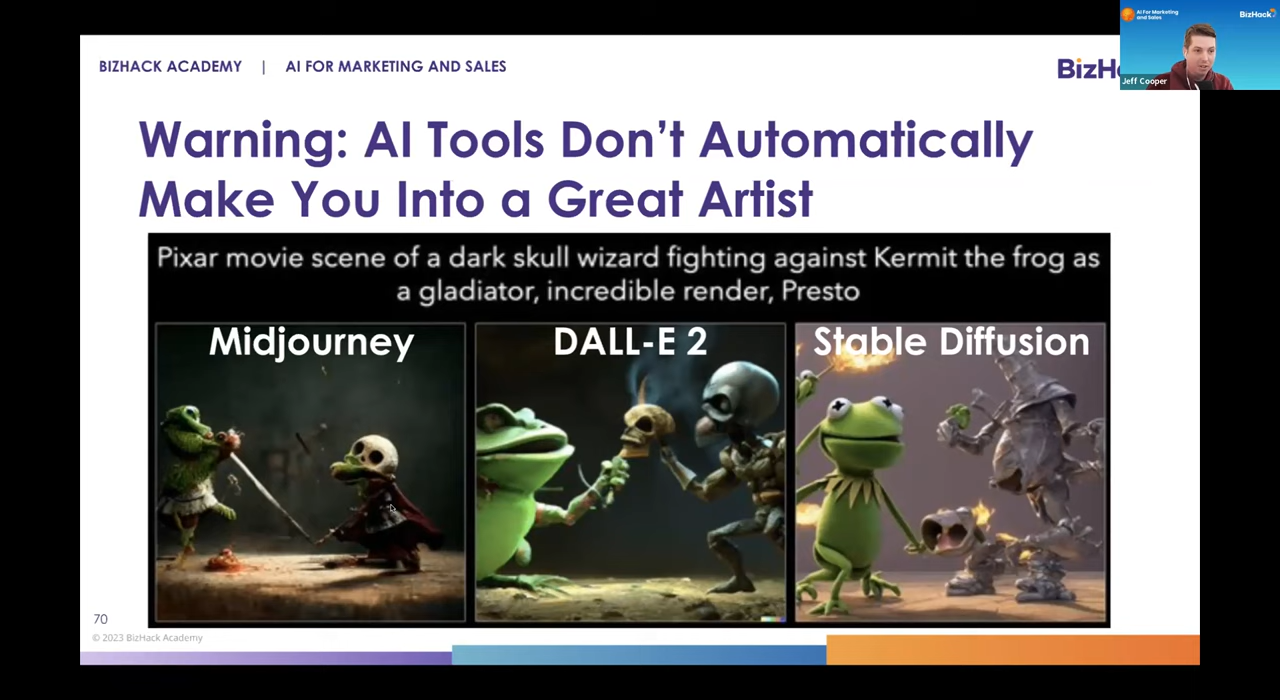 BIZHACK ACADEMY | AI FOR MARKETING AND SALES
BizH
AI For Marketing
and Sales
BizHack
Jeff Cooper
Warning: AI Tools Don’t Automatically
Make You Into a Great Artist
Pixar movie scene of a dark skull wizard fighting against Kermit the frog as
a gladiator, incredible render, Presto
Midjourney
DALL-E 2
Stable Diffusion
70
© 2023 BizHack Academy